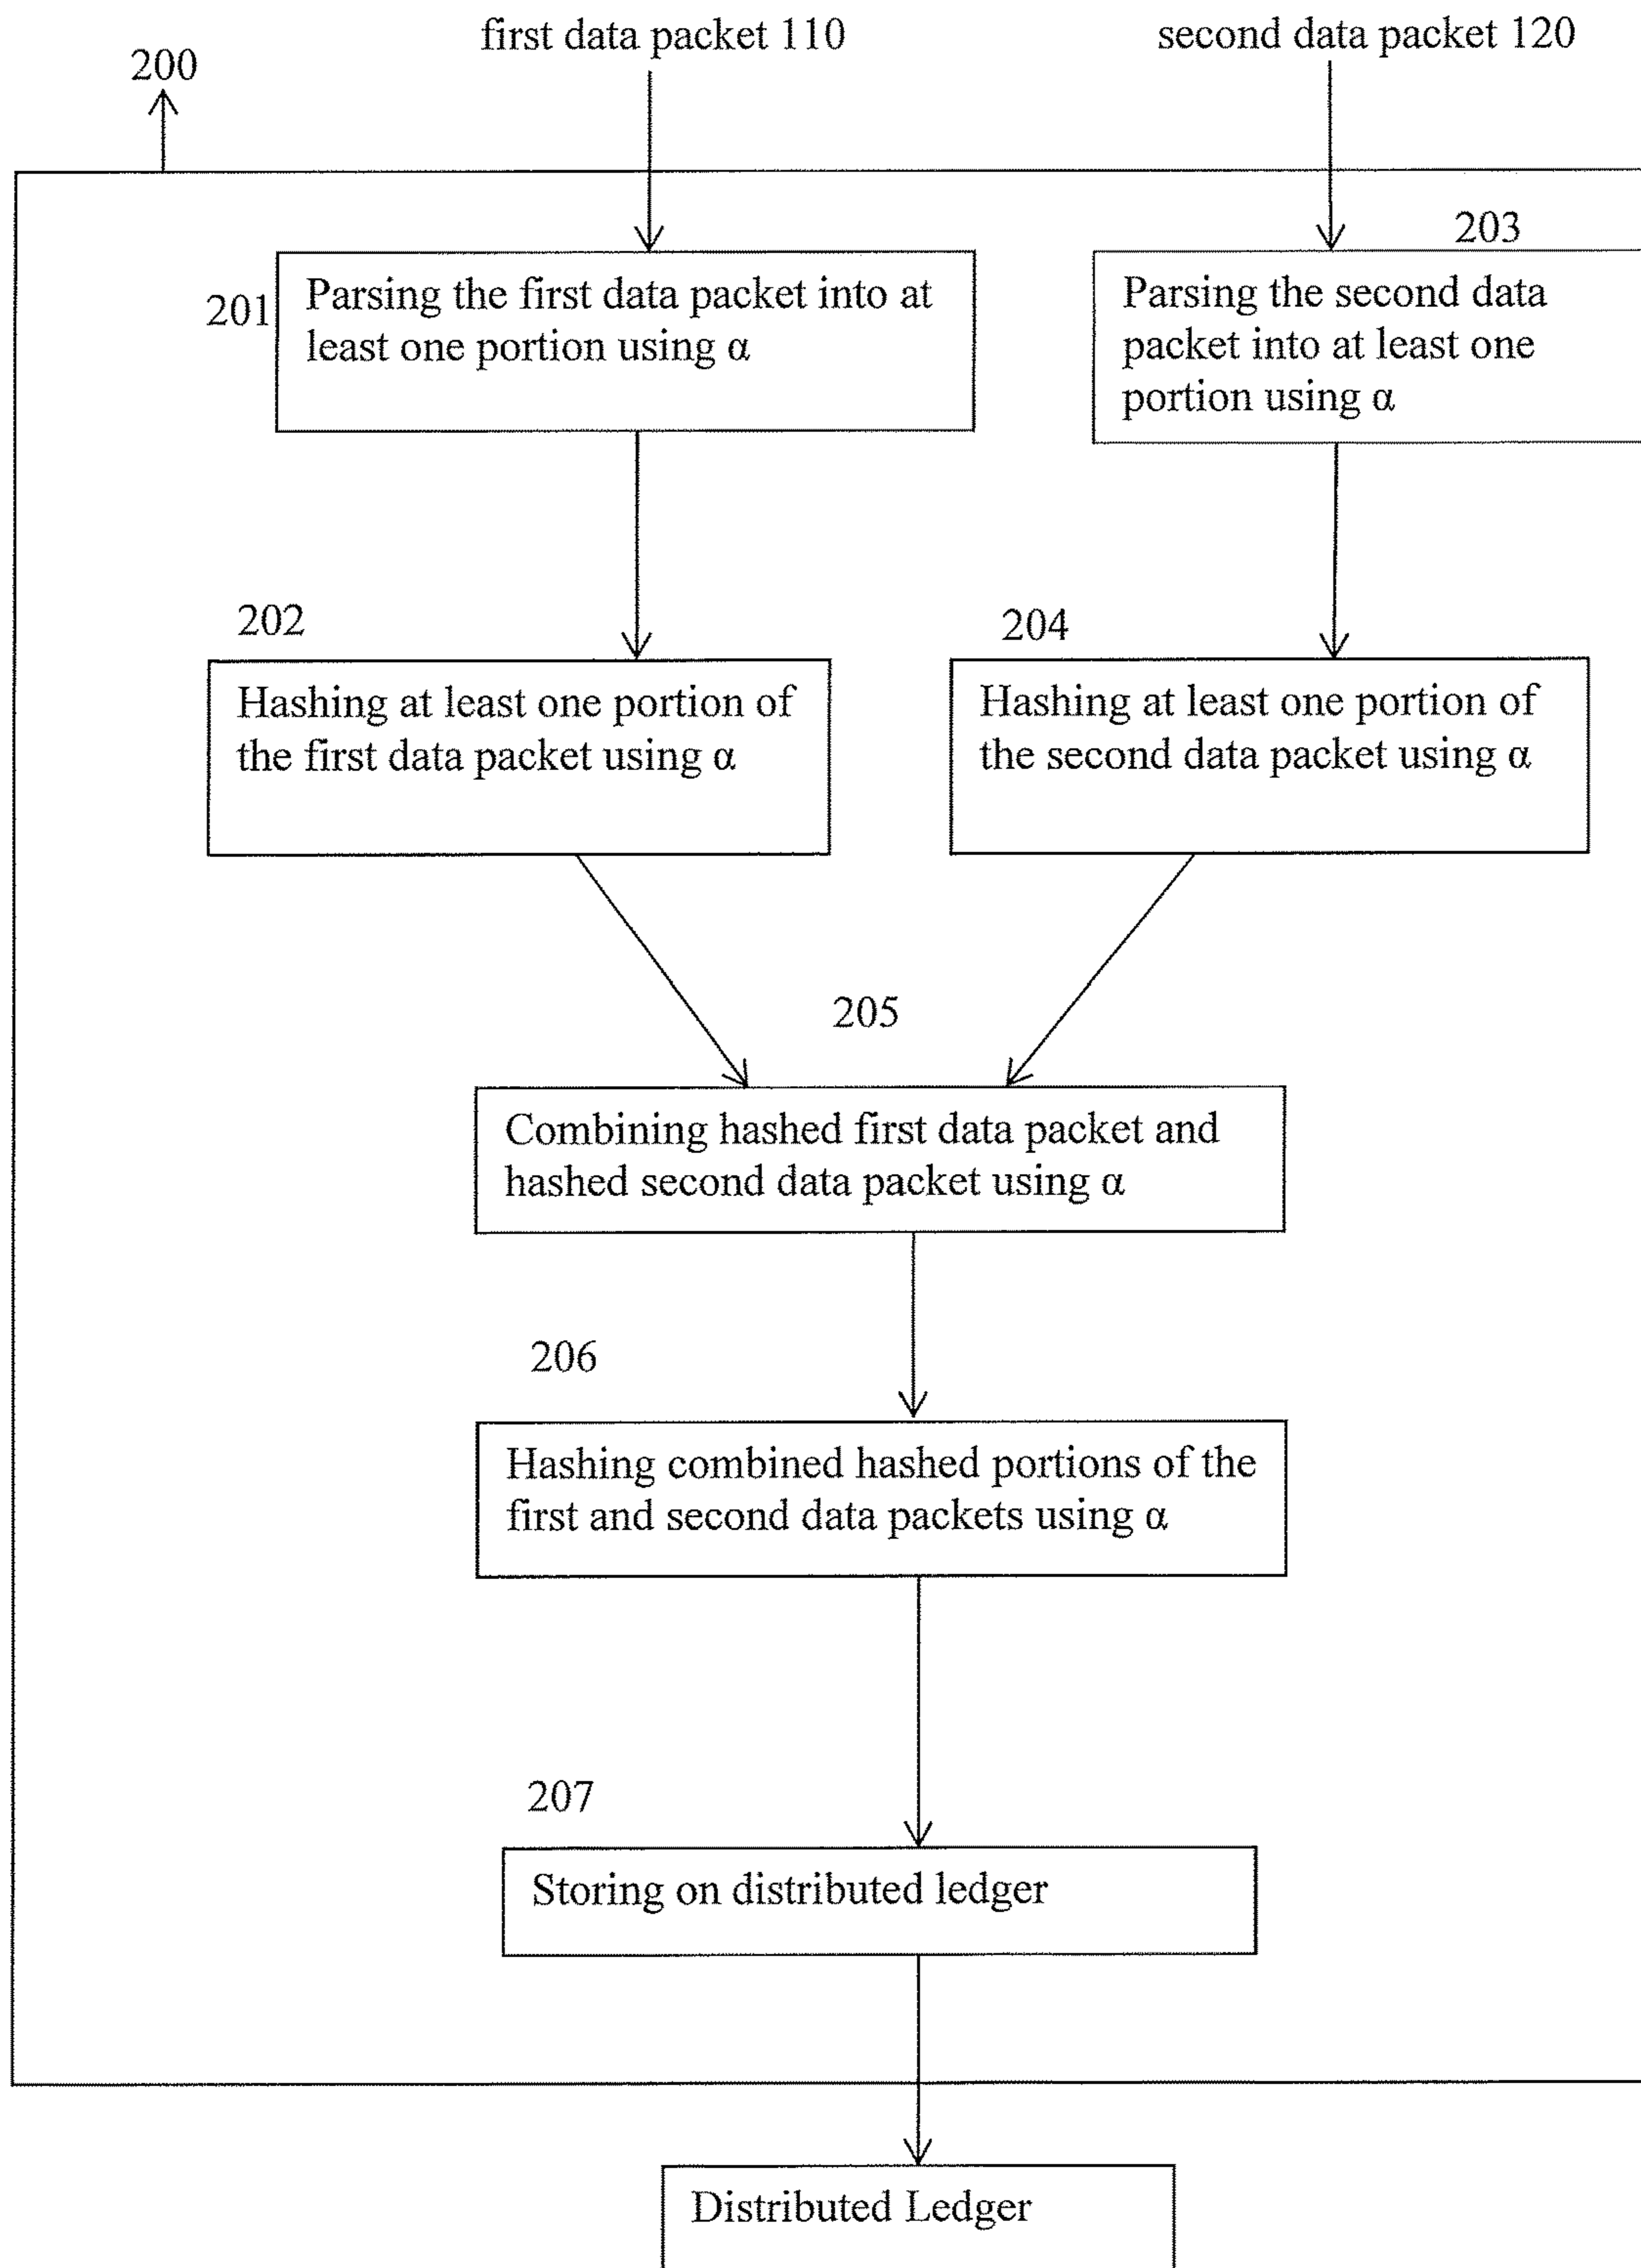 first data packet 110
second data packet 120
200
203
201
Parsing the first data packet into at
least one portion using α
Parsing the second data
packet into at least one
portion using α
202
204
Hashing at least one portion of
the first data packet using α
Hashing at least one portion of
the second data packet using α
205
Combining hashed first data packet and
hashed second data packet using α
206
Hashing combined hashed portions of the
first and second data packets using α
207
Storing on distributed ledger
Distributed Ledger